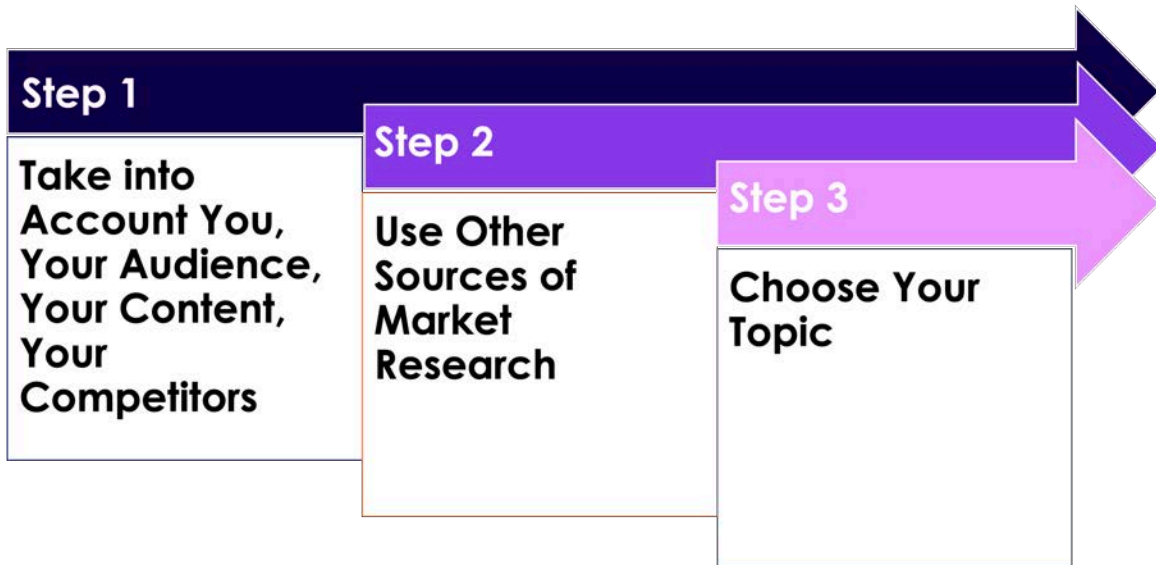 Step 1
Take into
Account You,
Your Audience,
Your Content,
Your
Competitors
Step 2
Use Other
Sources of
Market
Research
Step 3
Choose Your
Topic